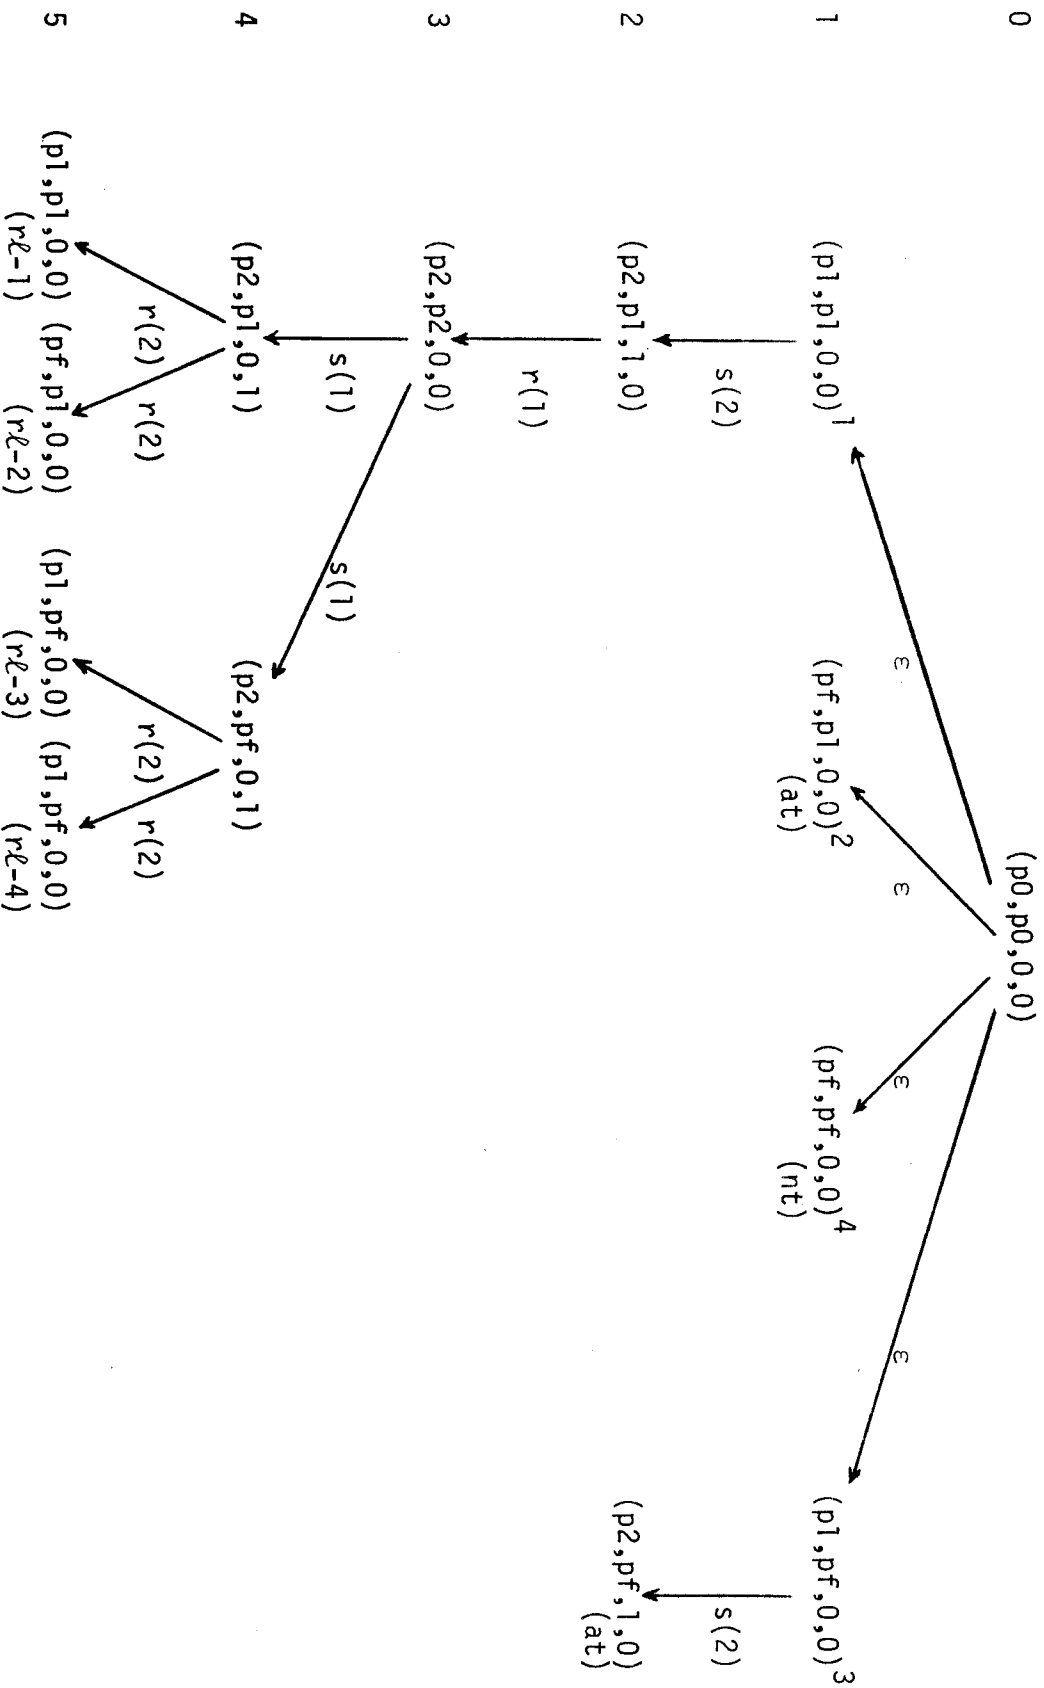 0
(p0,p0,0,0)
ε
ε
ε
ε
1
(p1,p1,0,0)1
(pf,p1,0,0)2
(at)
(pf,pf,0,0)4
(nt)
(p1,pf,0,0)3
s(2)
s(2)
2
(p2,p1,1,0)
(p2,pf,1,0)
(at)
r(1)
3
(p2,p2,0,0)
s(1)
s(1)
4
(p2,p1,0,1)
(p2,pf,0,1)
r(2)
r(2)
r(2)
r(2)
5
(p1,p1,0,0) (pf,p1,0,0)
(rℓ-1) (rℓ-2)
(p1,pf,0,0) (p1,pf,0,0)
(rℓ-3) (rℓ-4)